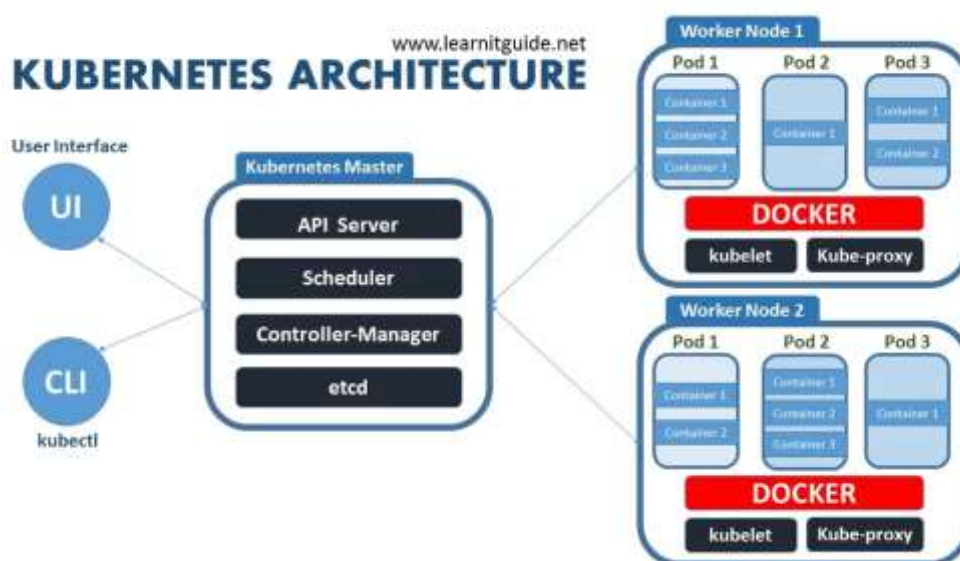 www.learnitguide.net
KUBERNETES ARCHITECTURE
User Interface
UI
CLI
kubectl
Kubernetes Master
API Server
Scheduler
Controller-Manager
etcd
Worker Node 1
Pod 1 Pod 2 Pod 3
Container 1
Container 2
Container 3
Container 1
Container 1
Container 2
DOCKER
kubelet Kube-proxy
Worker Node 2
Pod 1 Pod 2 Pod 3
Container 1
Container 2
Container 1
Container 2
Container 3
Container 1
DOCKER
kubelet Kube-proxy